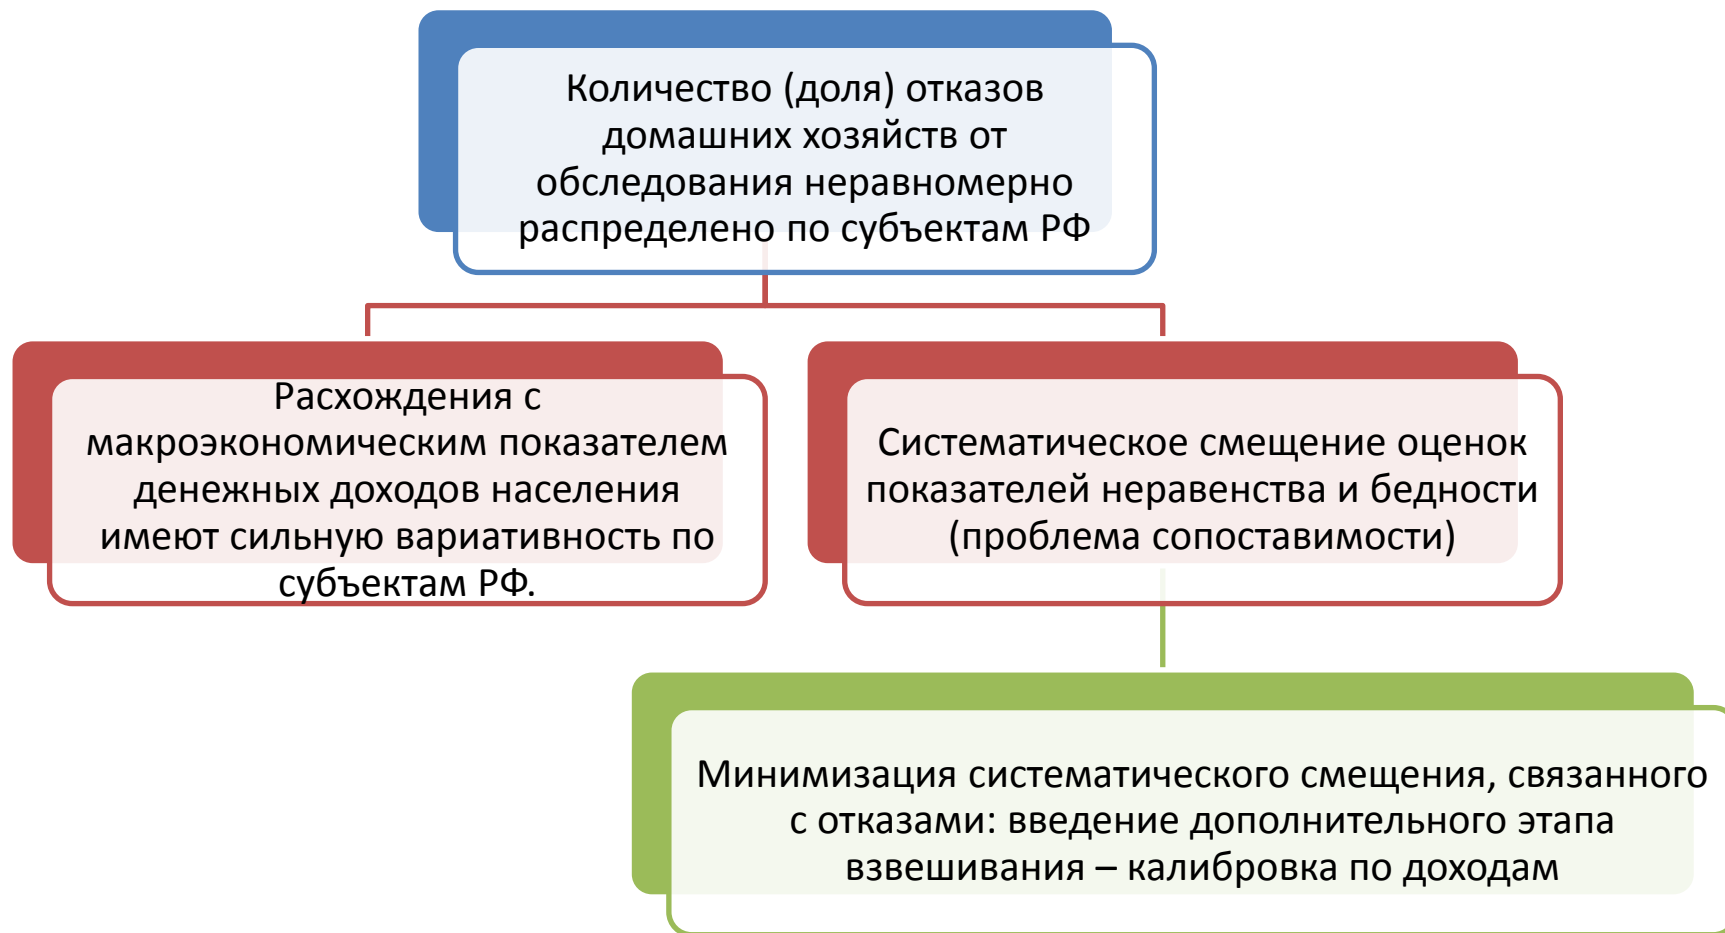 Количество (доля) отказов
домашних хозяйств от
обследования неравномерно
распределено по субъектам РФ
Расхождения с
макроэкономическим показателем
денежных доходов населения
имеют сильную вариативность по
субъектам РФ.
Систематическое смещение оценок
показателей неравенства и бедности
(проблема сопоставимости)
Минимизация систематического смещения, связанного
с отказами: введение дополнительного этапа
взвешивания – калибровка по доходам